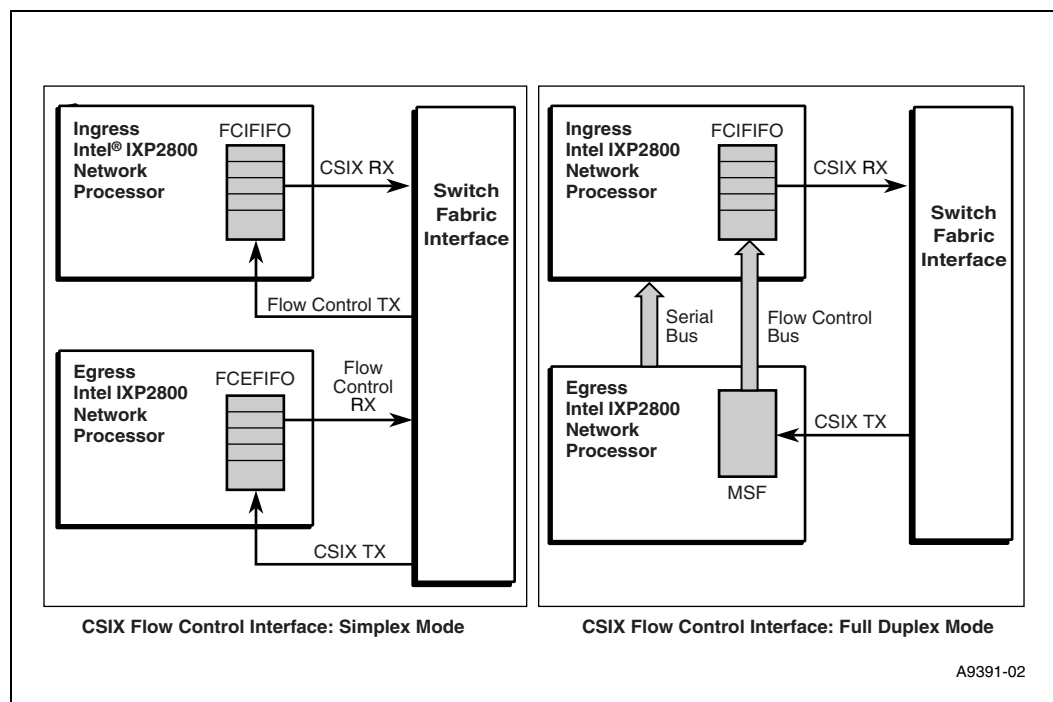 Ingress
Intel® IXP2800
Network
Processor
FCIFIFO
CSIX RX
Switch
Fabric
Interface
Flow Control TX
Egress
Intel IXP2800
Network
Processor
FCEFIFO
Flow
Control
RX
CSIX TX
CSIX Flow Control Interface: Simplex Mode
Ingress
Intel IXP2800
Network
Processor
FCIFIFO
CSIX RX
Switch
Fabric
Interface
Serial
Bus
Flow Control
Bus
Egress
Intel IXP2800
Network
Processor
CSIX TX
MSF
CSIX Flow Control Interface: Full Duplex Mode
A9391-02